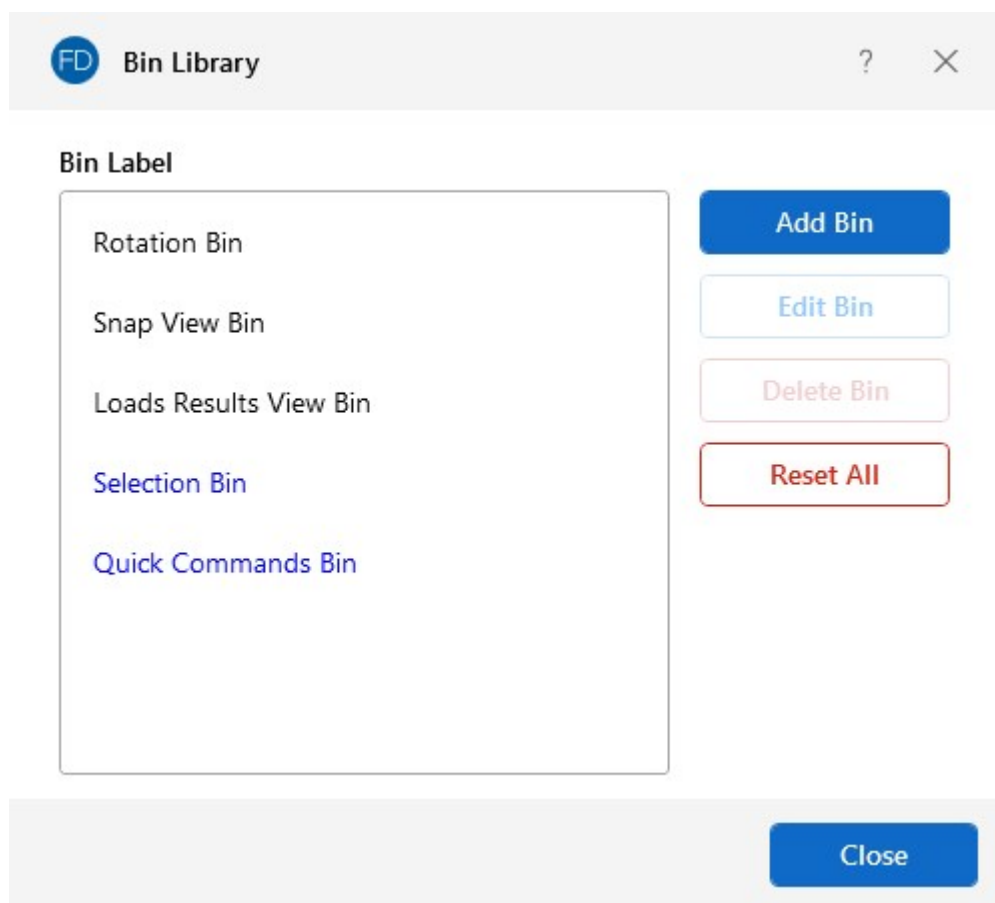 FD Bin Library ?
Bin Label
Rotation Bin
Snap View Bin
Loads Results View Bin
Selection Bin
Quick Commands Bin
Add Bin
Edit Bin
Delete Bin
Reset All
Close